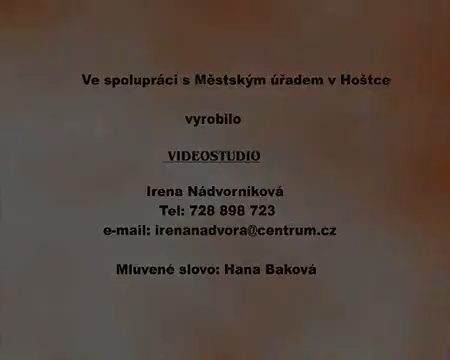 Ve spolupráci s Městským úřadem v Hoštce
vyrobilo
VIDEOSTUDIO
Irena Nádvorníková
Tel: 728 898 723
e-mail: irenanadvora@centrum.cz
Mluvené slovo: Hana Baková